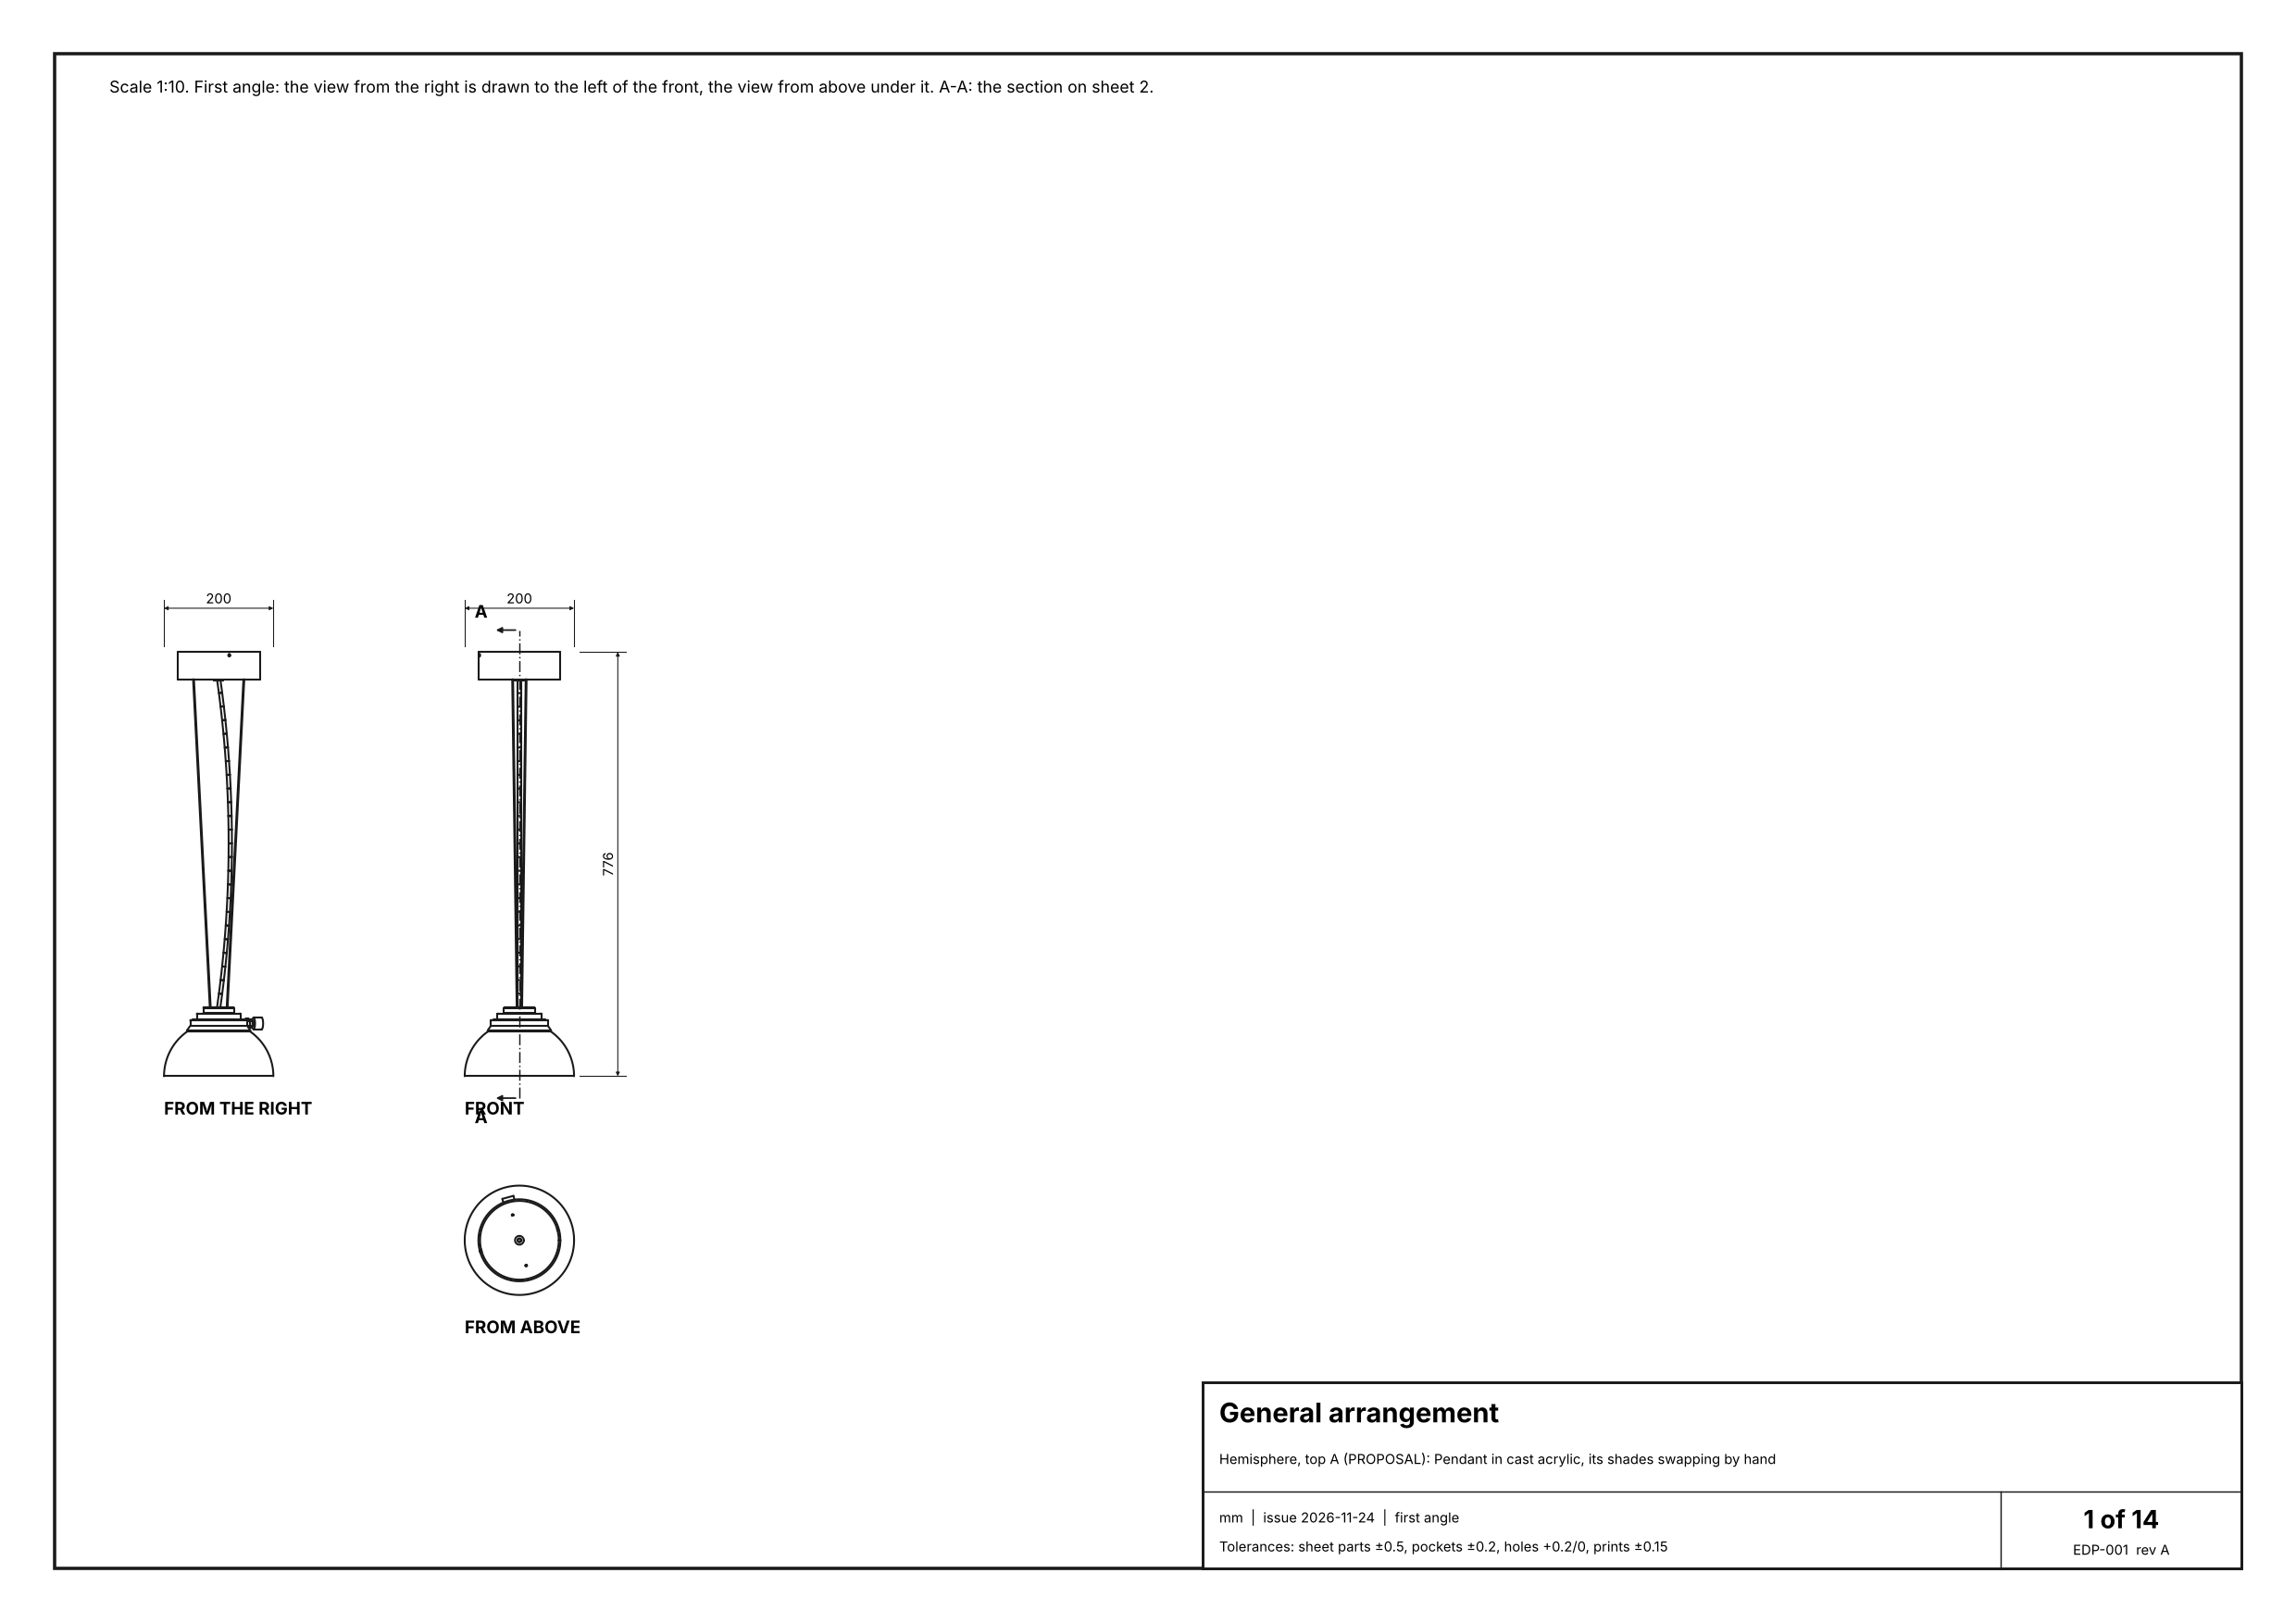 Scale 1:10. First angle: the view from the right is drawn to the left of the front, the view from above under it. A-A: the section on sheet 2.
200
200
A
776
FROM THE RIGHT
FRONT
A
FROM ABOVE
General arrangement
Hemisphere, top A (PROPOSAL): Pendant in cast acrylic, its shades swapping by hand
mm | issue 2026-11-24 | first angle
Tolerances: sheet parts ±0.5, pockets ±0.2, holes +0.2/0, prints ±0.15
1 of 14
EDP-001 rev A